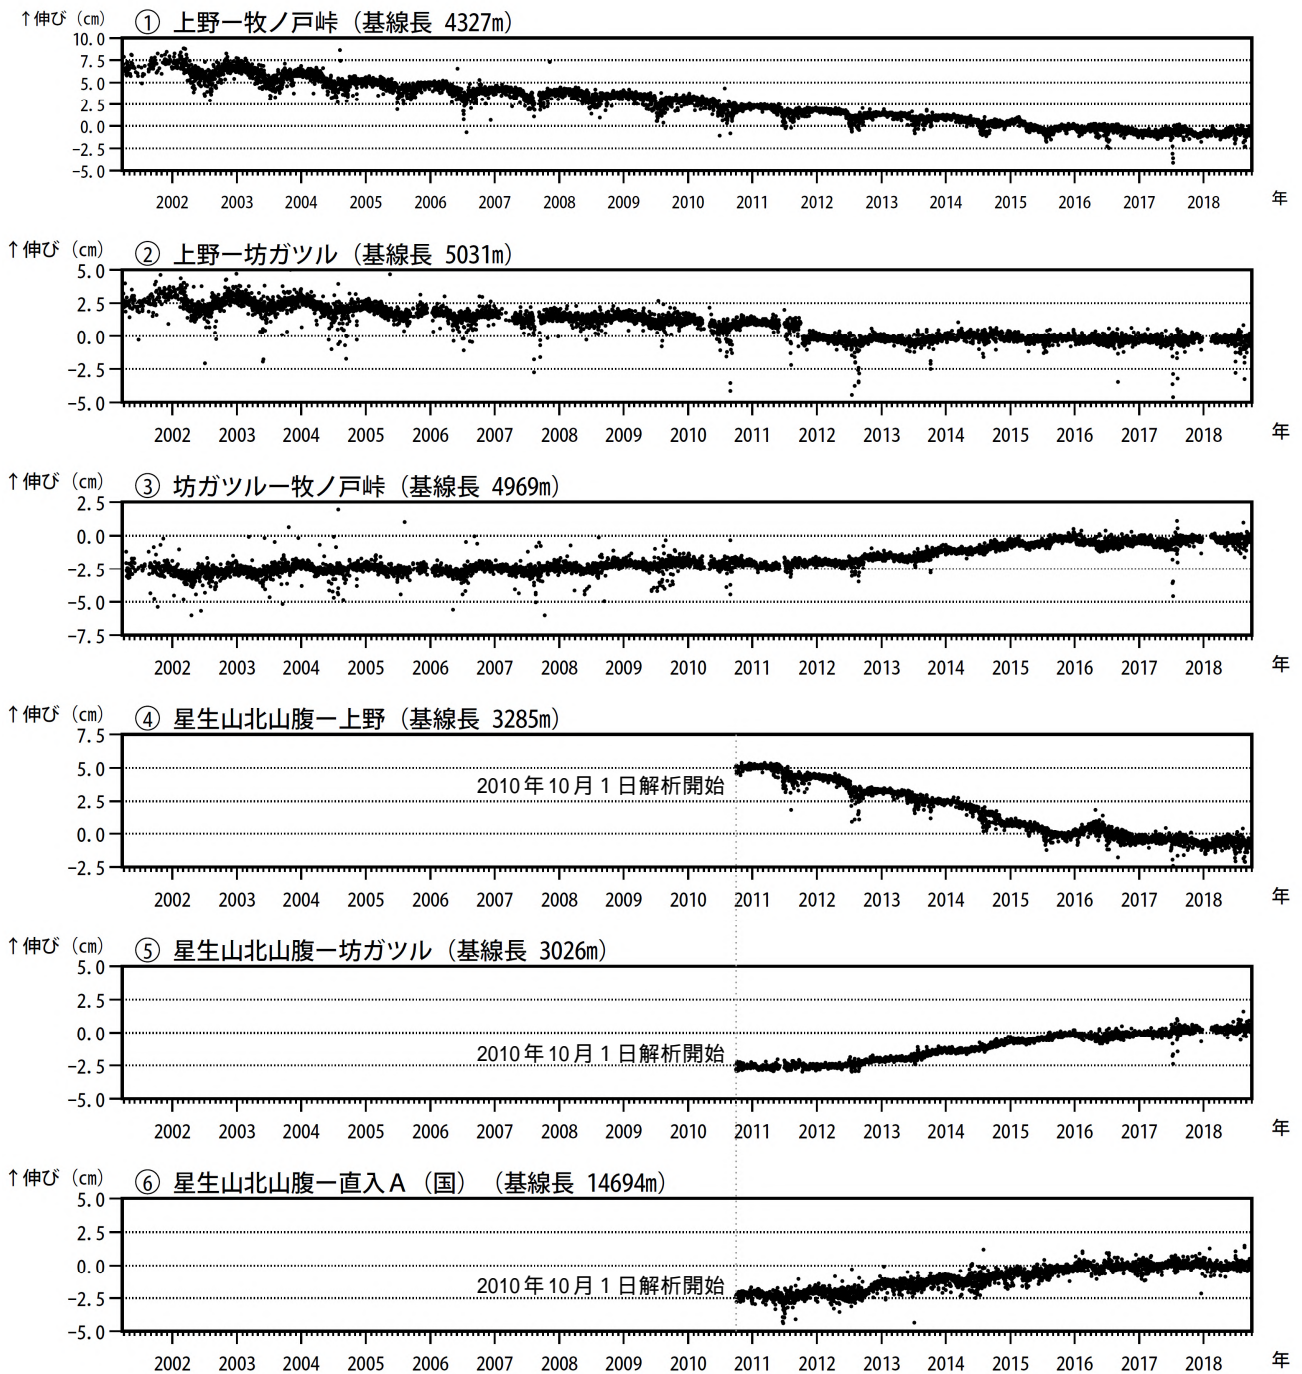 ↑伸び（㎝） ① 上野ー牧ノ戸峠（基線長 4327m）
10.0
7.5
5.0
2.5
0.0
−2.5
−5.0
2002 2003 2004 2005 2006 2007 2008 2009 2010 2011 2012 2013 2014 2015 2016 2017 2018 年
↑伸び（㎝） ② 上野ー坊ガツル（基線長 5031m）
5.0
2.5
0.0
−2.5
−5.0
2002 2003 2004 2005 2006 2007 2008 2009 2010 2011 2012 2013 2014 2015 2016 2017 2018 年
↑伸び（㎝） ③ 坊ガツルー牧ノ戸峠（基線長 4969m）
2.5
0.0
−2.5
−5.0
−7.5
2002 2003 2004 2005 2006 2007 2008 2009 2010 2011 2012 2013 2014 2015 2016 2017 2018 年
↑伸び（㎝） ④ 星生山北山腹ー上野（基線長 3285m）
7.5
5.0
2010年10月1日解析開始
2.5
0.0
−2.5
2002 2003 2004 2005 2006 2007 2008 2009 2010 2011 2012 2013 2014 2015 2016 2017 2018 年
↑伸び（㎝） ⑤ 星生山北山腹ー坊ガツル（基線長 3026m）
5.0
2.5
0.0
2010年10月1日解析開始
−2.5
−5.0
2002 2003 2004 2005 2006 2007 2008 2009 2010 2011 2012 2013 2014 2015 2016 2017 2018 年
↑伸び（㎝） ⑥ 星生山北山腹ー直入A（国）（基線長 14694m）
5.0
2.5
0.0
2010年10月1日解析開始
−2.5
−5.0
2002 2003 2004 2005 2006 2007 2008 2009 2010 2011 2012 2013 2014 2015 2016 2017 2018 年